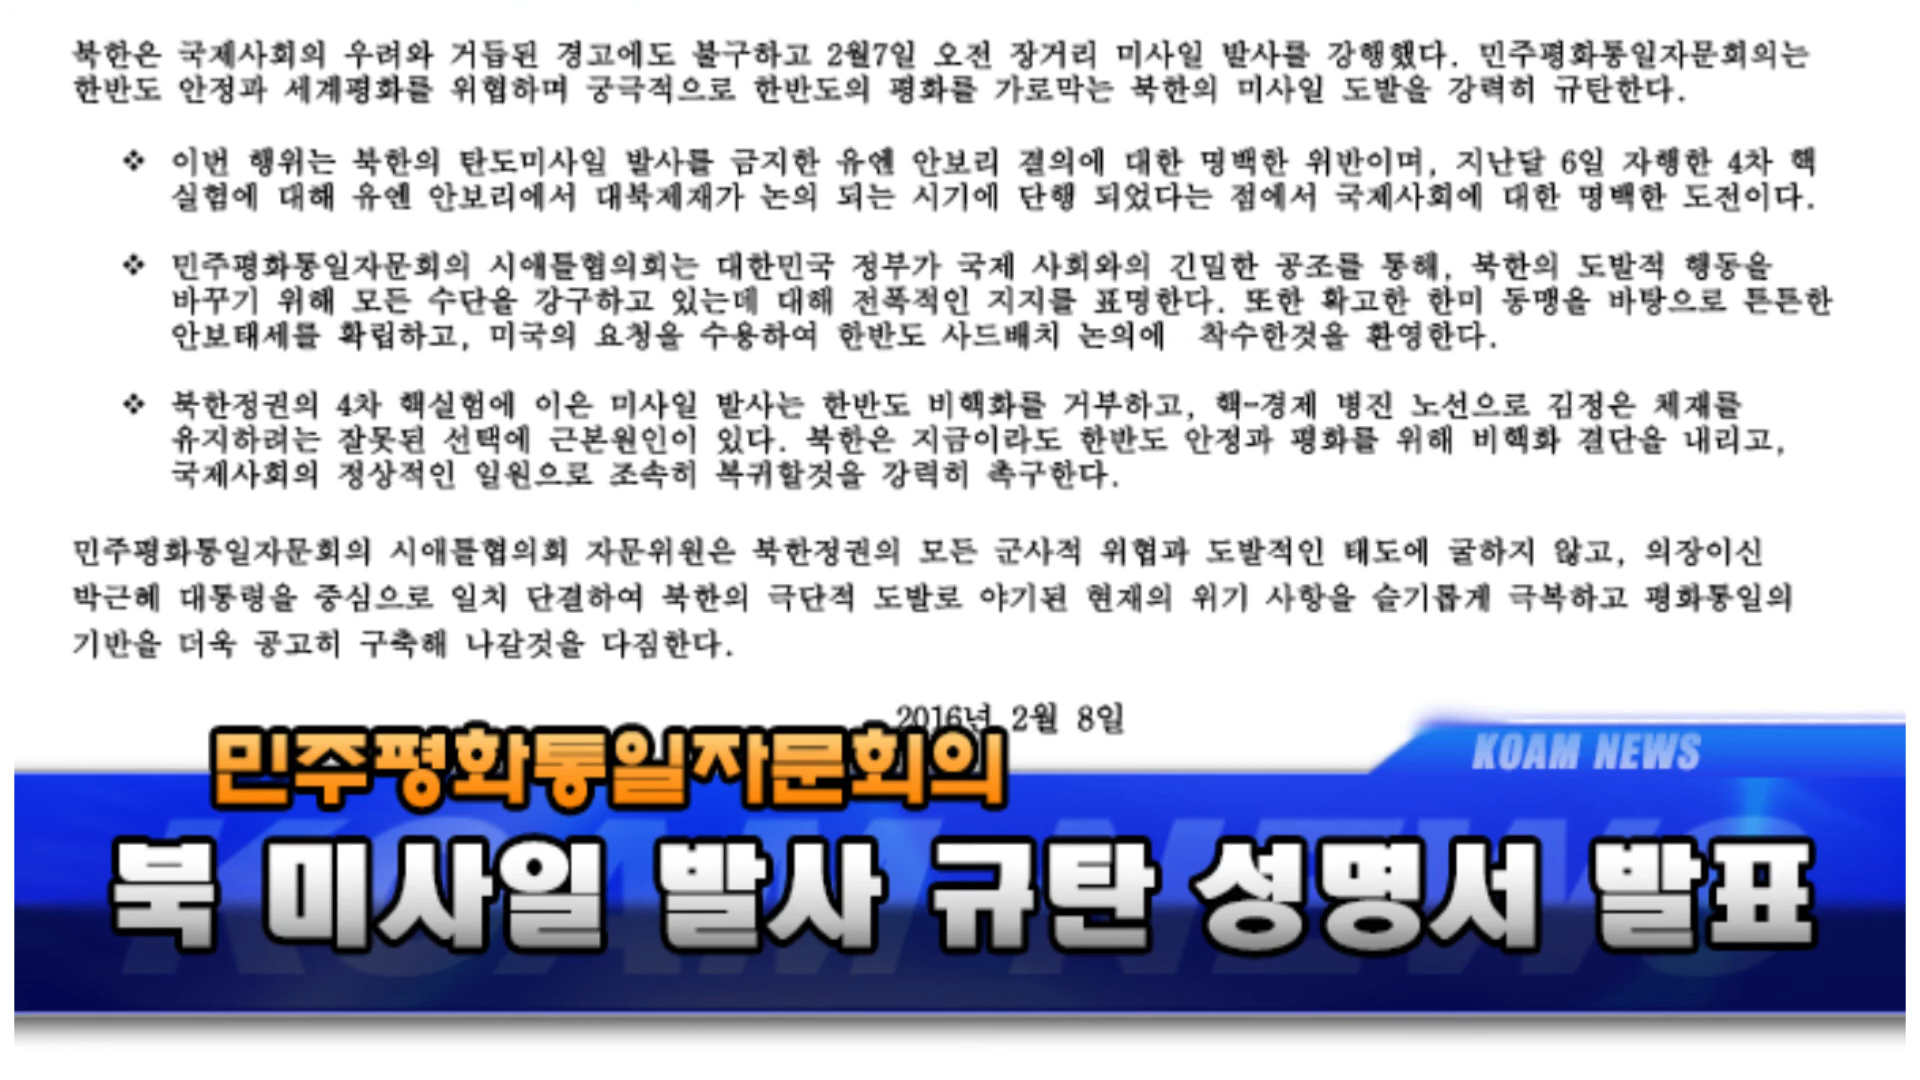 북한은 국제사회의 우려와 거듭된 경고에도 불구하고 2월7일 오전 장거리 미사일 발사를 강행했다. 민주평화통일자문회의는
한반도 안정과 세계평화를 위협하며 궁극적으로 한반도의 평화를 가로막는 북한의 미사일 도발을 강력히 규탄한다.
❖ 이번 행위는 북한의 탄도미사일 발사를 금지한 유엔 안보리 결의에 대한 명백한 위반이며, 지난달 6일 자행한 4차 핵
실험에 대해 유엔 안보리에서 대북제재가 논의 되는 시기에 단행 되었다는 점에서 국제사회에 대한 명백한 도전이다.
❖ 민주평화통일자문회의 시애틀협의회는 대한민국 정부가 국제 사회와의 긴밀한 공조를 통해, 북한의 도발적 행동을
바꾸기 위해 모든 수단을 강구하고 있는데 대해 전폭적인 지지를 표명한다. 또한 확고한 한미 동맹을 바탕으로 튼튼한
안보태세를 확립하고, 미국의 요청을 수용하여 한반도 사드배치 논의에 착수한것을 환영한다.
❖ 북한정권의 4차 핵실험에 이은 미사일 발사는 한반도 비핵화를 거부하고, 핵-경제 병진 노선으로 김정은 체재를
유지하려는 잘못된 선택에 근본원인이 있다. 북한은 지금이라도 한반도 안정과 평화를 위해 비핵화 결단을 내리고,
국제사회의 정상적인 일원으로 조속히 복귀할것을 강력히 촉구한다.
민주평화통일자문회의 시애틀협의회 자문위원은 북한정권의 모든 군사적 위협과 도발적인 태도에 굴하지 않고, 의장이신
박근혜 대통령을 중심으로 일치 단결하여 북한의 극단적 도발로 야기된 현재의 위기 사항을 슬기롭게 극복하고 평화통일의
기반을 더욱 공고히 구축해 나갈것을 다짐한다.
2016년 2월 8일
민주평화통일자문회의
KOAM NEWS
북 미사일 발사 규탄 성명서 발표
KOAM NEWS